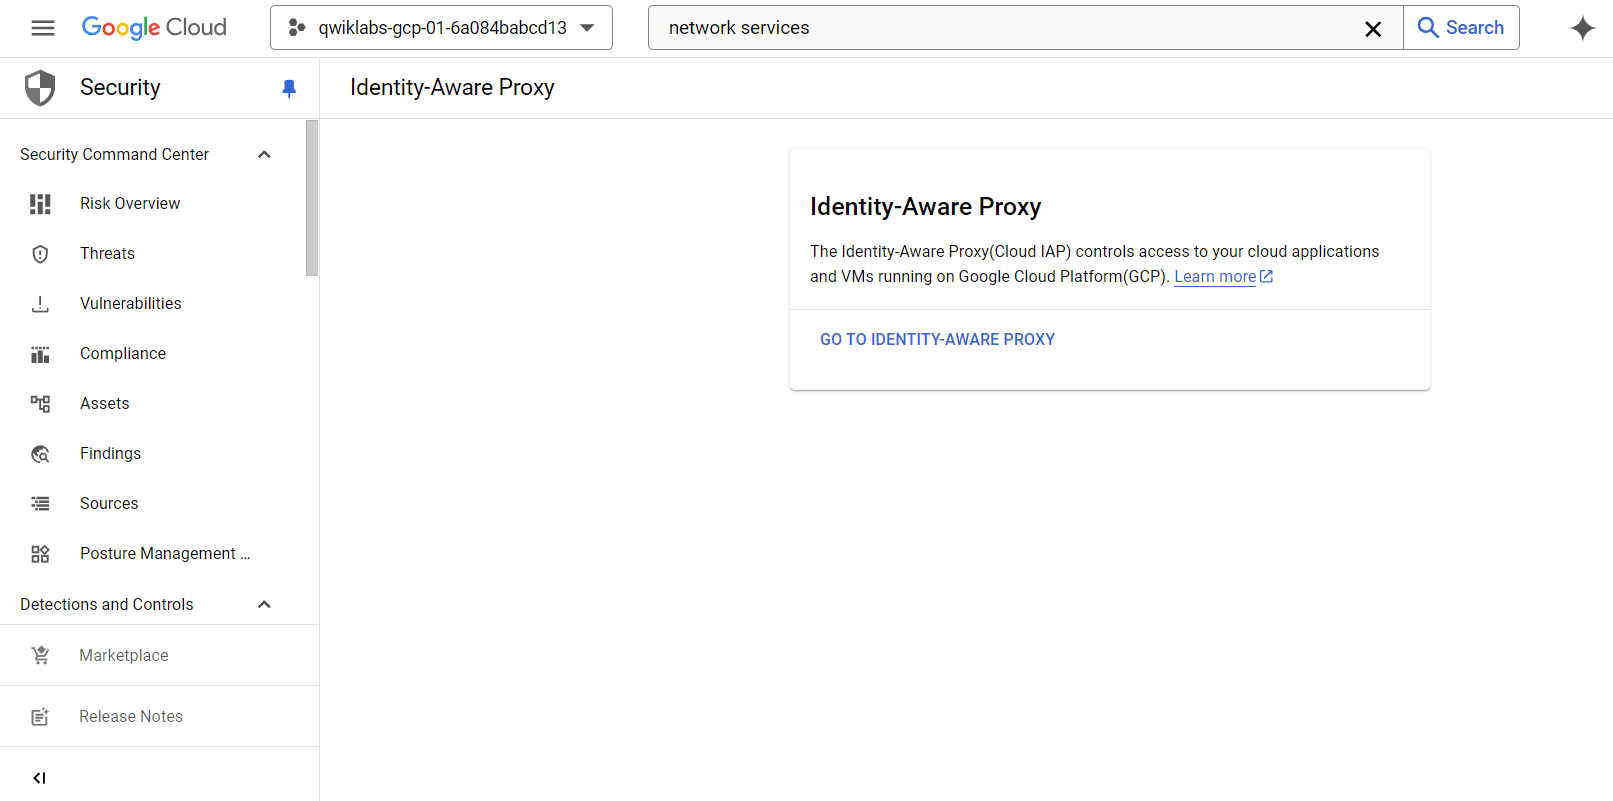 Google Cloud
qwiklabs-gcp-01-6a084babcd13
network services
Search
Security
Identity-Aware Proxy
Security Command Center
Risk Overview
Threats
Vulnerabilities
Compliance
Assets
Findings
Sources
Posture Management ...
Detections and Controls
Marketplace
Release Notes
Identity-Aware Proxy
The Identity-Aware Proxy(Cloud IAP) controls access to your cloud applications
and VMs running on Google Cloud Platform(GCP). Learn more
GO TO IDENTITY-AWARE PROXY